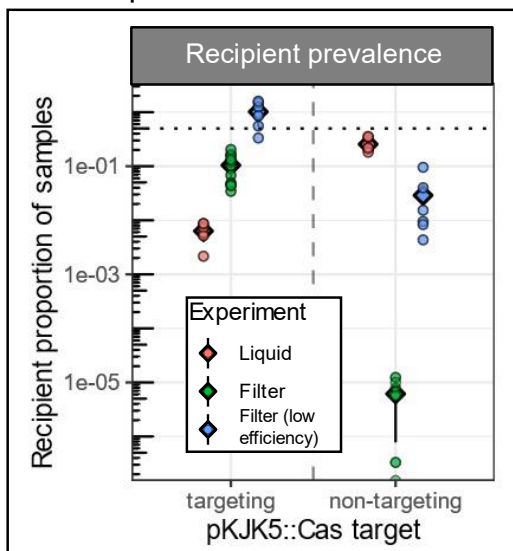 Recipient prevalence
Recipient proportion of samples
1e-01
1e-03
1e-05
Experiment
Liquid
Filter
Filter (low
efficiency)
targeting
non-targeting
pKJK5::Cas target